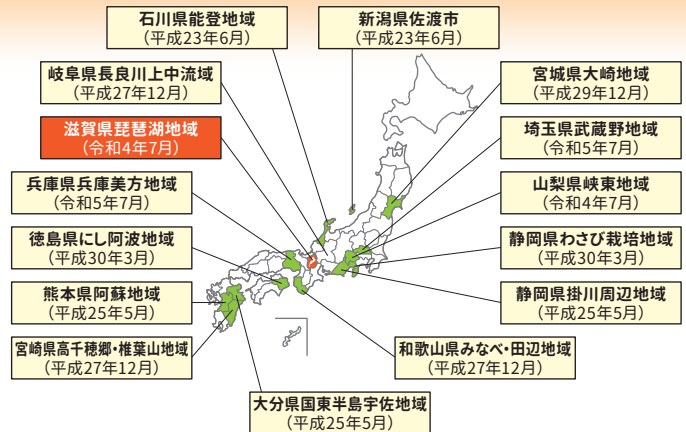 石川県能登地域
（平成23年6月）
新潟県佐渡市
（平成23年6月）
岐阜県長良川上中流域
（平成27年12月）
宮城県大崎地域
（平成29年12月）
滋賀県琵琶湖地域
（令和4年7月）
埼玉県武蔵野地域
（令和5年7月）
兵庫県兵庫美方地域
（令和5年7月）
山梨県峡東地域
（令和4年7月）
徳島県にし阿波地域
（平成30年3月）
静岡県わさび栽培地域
（平成30年3月）
熊本県阿蘇地域
（平成25年5月）
静岡県掛川周辺地域
（平成25年5月）
宮崎県高千穂郷・椎葉山地域
（平成27年12月）
和歌山県みなべ・田辺地域
（平成27年12月）
大分県国東半島宇佐地域
（平成25年5月）